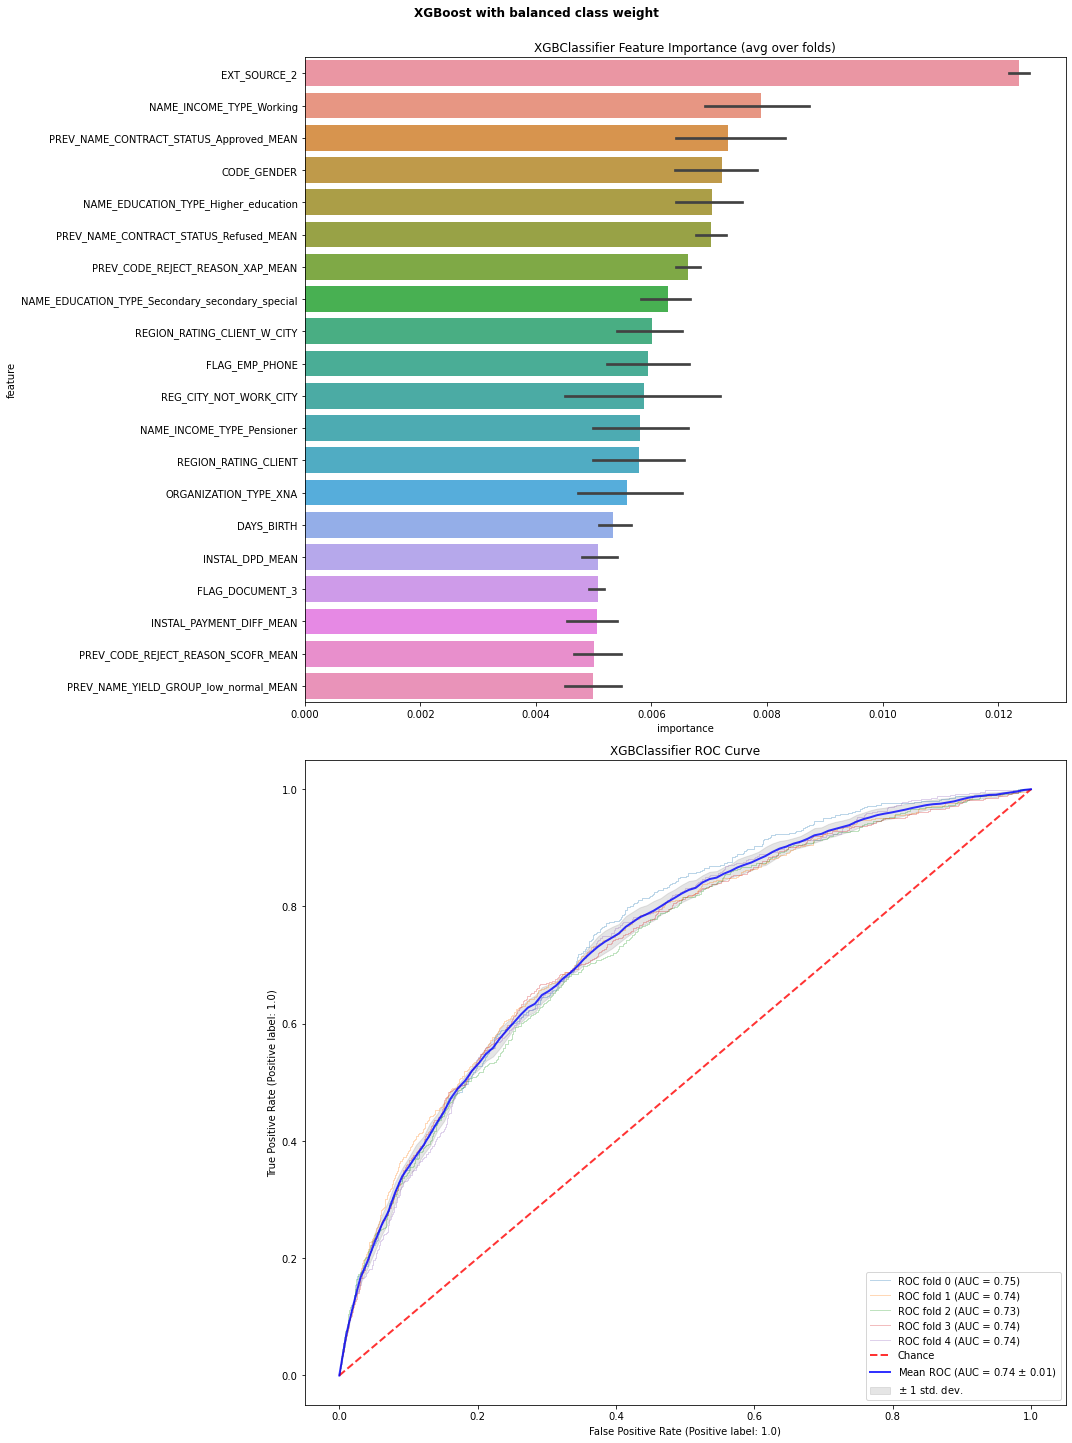 XGBoost with balanced class weight
XGBClassifier Feature Importance (avg over folds)
EXT_SOURCE_2
NAME_INCOME_TYPE_Working
PREV_NAME_CONTRACT_STATUS_Approved_MEAN
CODE_GENDER
NAME_EDUCATION_TYPE_Higher_education
PREV_NAME_CONTRACT_STATUS_Refused_MEAN
PREV_CODE_REJECT_REASON_XAP_MEAN
NAME_EDUCATION_TYPE_Secondary_secondary_special
REGION_RATING_CLIENT_W_CITY
FLAG_EMP_PHONE
REG_CITY_NOT_WORK_CITY
NAME_INCOME_TYPE_Pensioner
REGION_RATING_CLIENT
ORGANIZATION_TYPE_XNA
DAYS_BIRTH
INSTAL_DPD_MEAN
FLAG_DOCUMENT_3
INSTAL_PAYMENT_DIFF_MEAN
PREV_CODE_REJECT_REASON_SCOFR_MEAN
PREV_NAME_YIELD_GROUP_low_normal_MEAN
feature
0.000 0.002 0.004 0.006 0.008 0.010 0.012
importance
XGBClassifier ROC Curve
1.0
0.8
0.6
0.4
0.2
0.0
True Positive Rate (Positive label: 1.0)
ROC fold 0 (AUC = 0.75)
ROC fold 1 (AUC = 0.74)
ROC fold 2 (AUC = 0.73)
ROC fold 3 (AUC = 0.74)
ROC fold 4 (AUC = 0.74)
Chance
Mean ROC (AUC = 0.74 ± 0.01)
± 1 std. dev.
0.0 0.2 0.4 0.6 0.8 1.0
False Positive Rate (Positive label: 1.0)